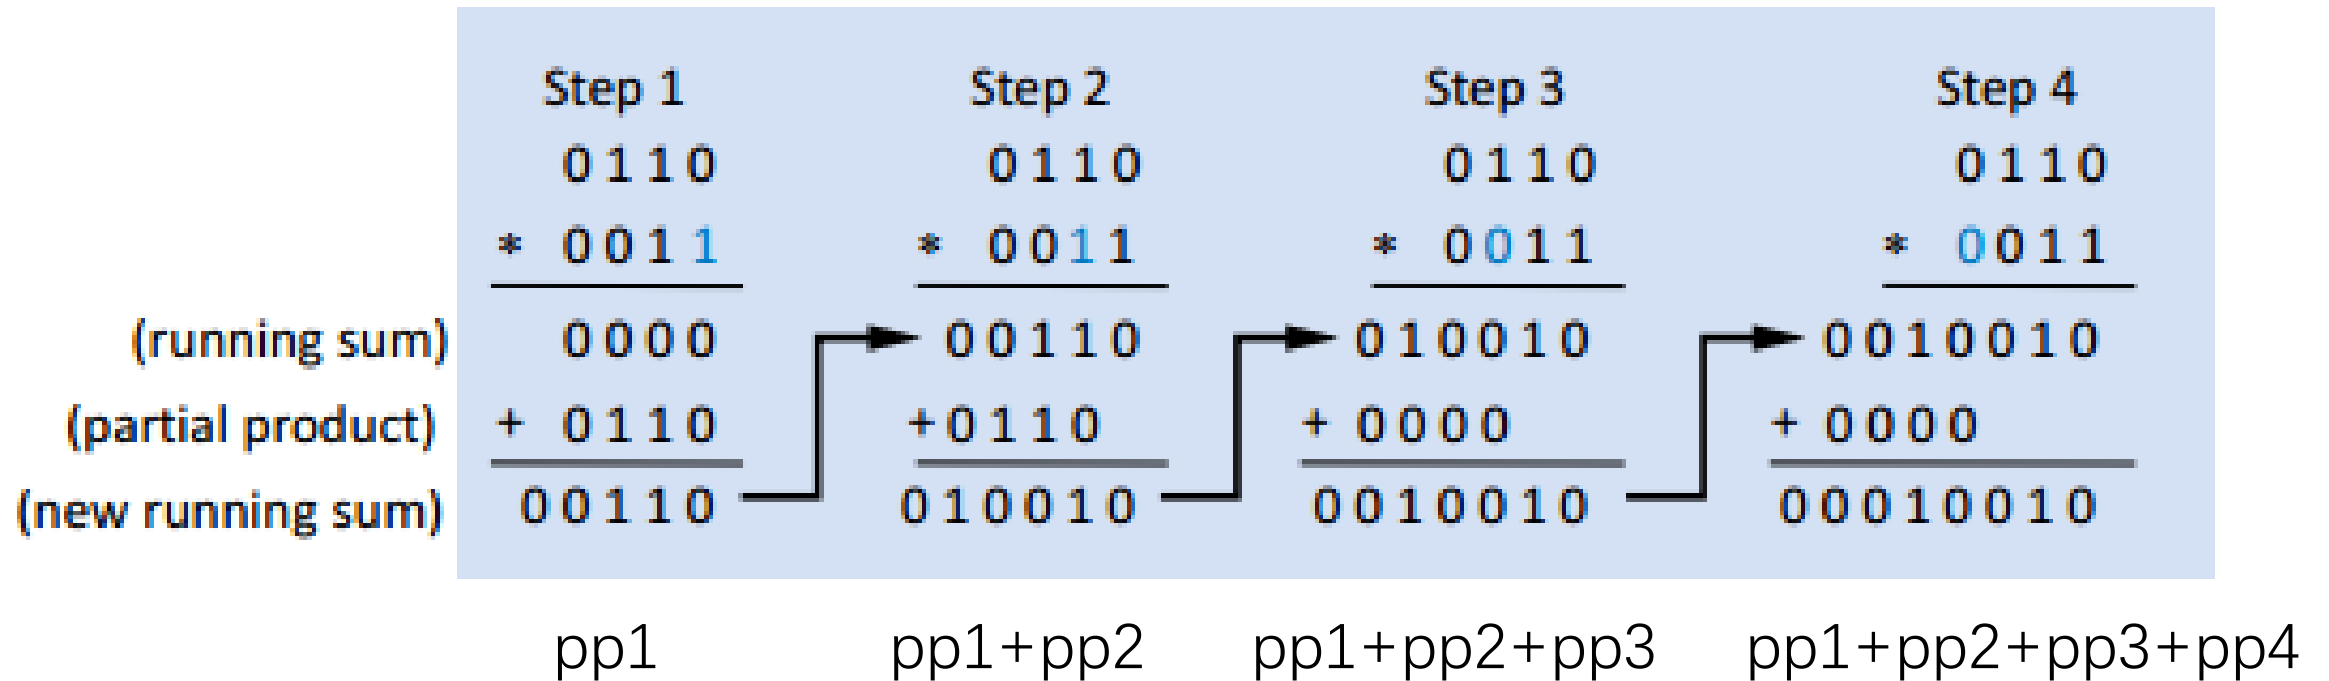 Step 1 Step 2 Step 3 Step 4
0110 0110 0110 0110
* 0011 * 0011 * 0011 * 0011
(running sum) 0000 00110 010010 0010010
(partial product) + 0110 +0110 + 0000 + 0000
(new running sum) 00110 010010 0010010 00010010
pp1 pp1+pp2 pp1+pp2+pp3 pp1+pp2+pp3+pp4